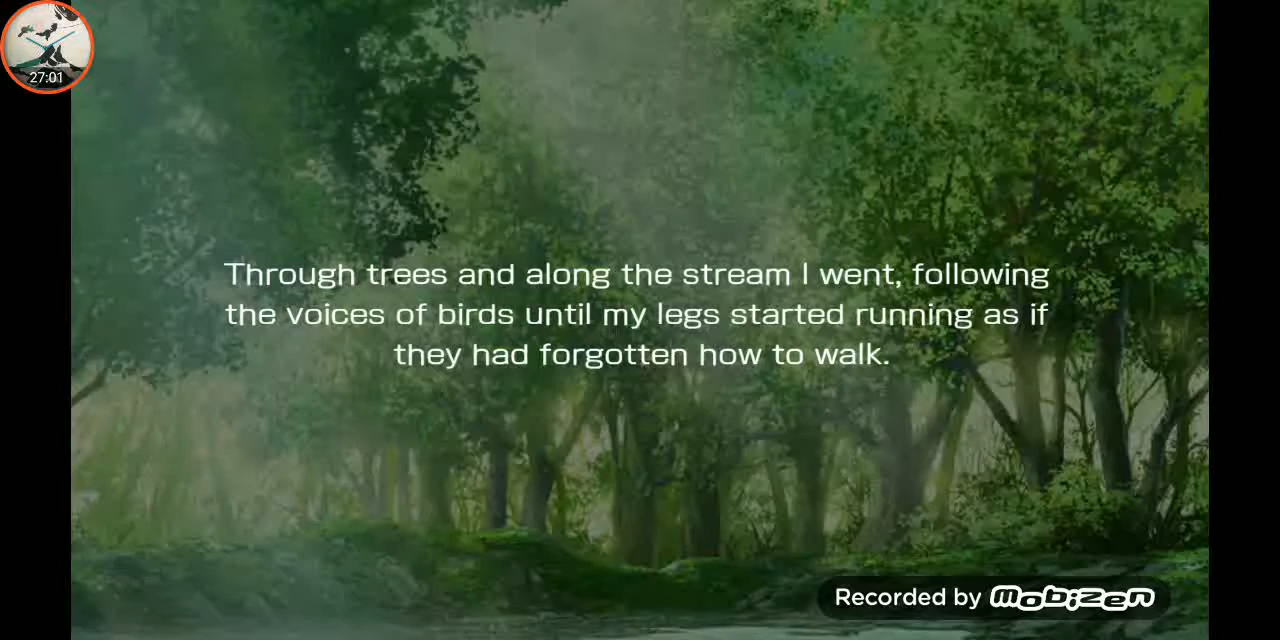 27:01
Through trees and along the stream I went, following
the voices of birds until my legs started running as if
they had forgotten how to walk.
Recorded by mobizen